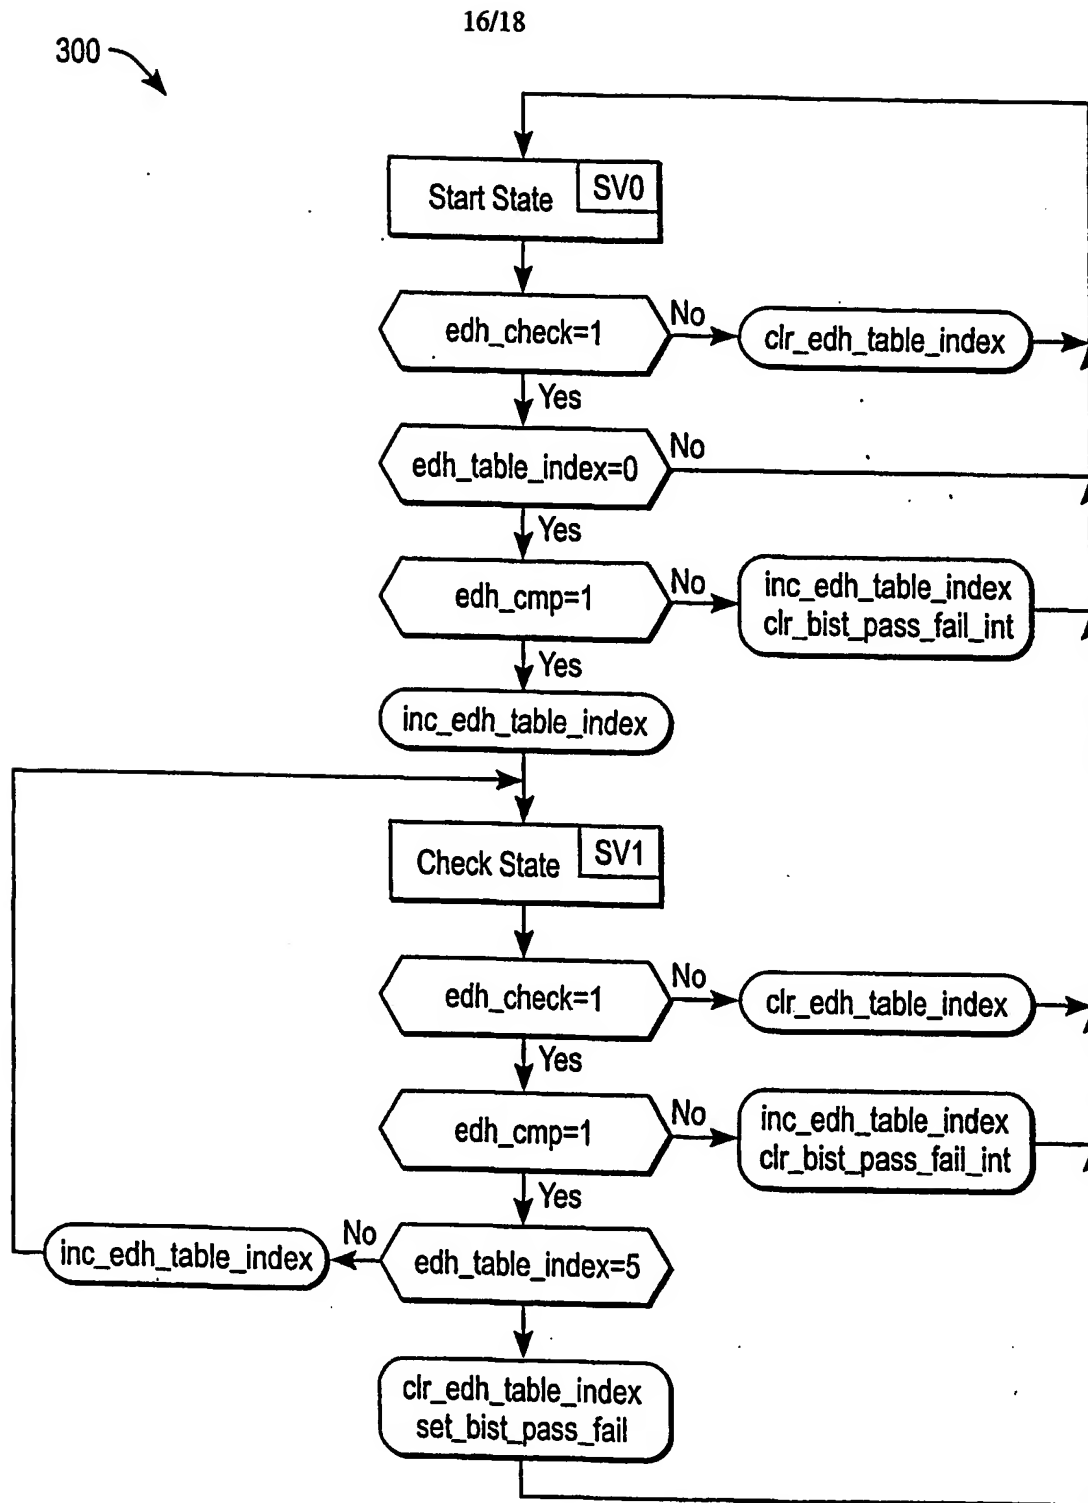 16/18
300
Start State
SV0
edh_check=1
No
clr_edh_table_index
Yes
edh_table_index=0
No
Yes
edh_cmp=1
No
inc_edh_table_index
clr_bist_pass_fail_int
Yes
inc_edh_table_index
Check State
SV1
edh_check=1
No
clr_edh_table_index
Yes
edh_cmp=1
No
inc_edh_table_index
clr_bist_pass_fail_int
Yes
inc_edh_table_index
No
edh_table_index=5
clr_edh_table_index
set_bist_pass_fail